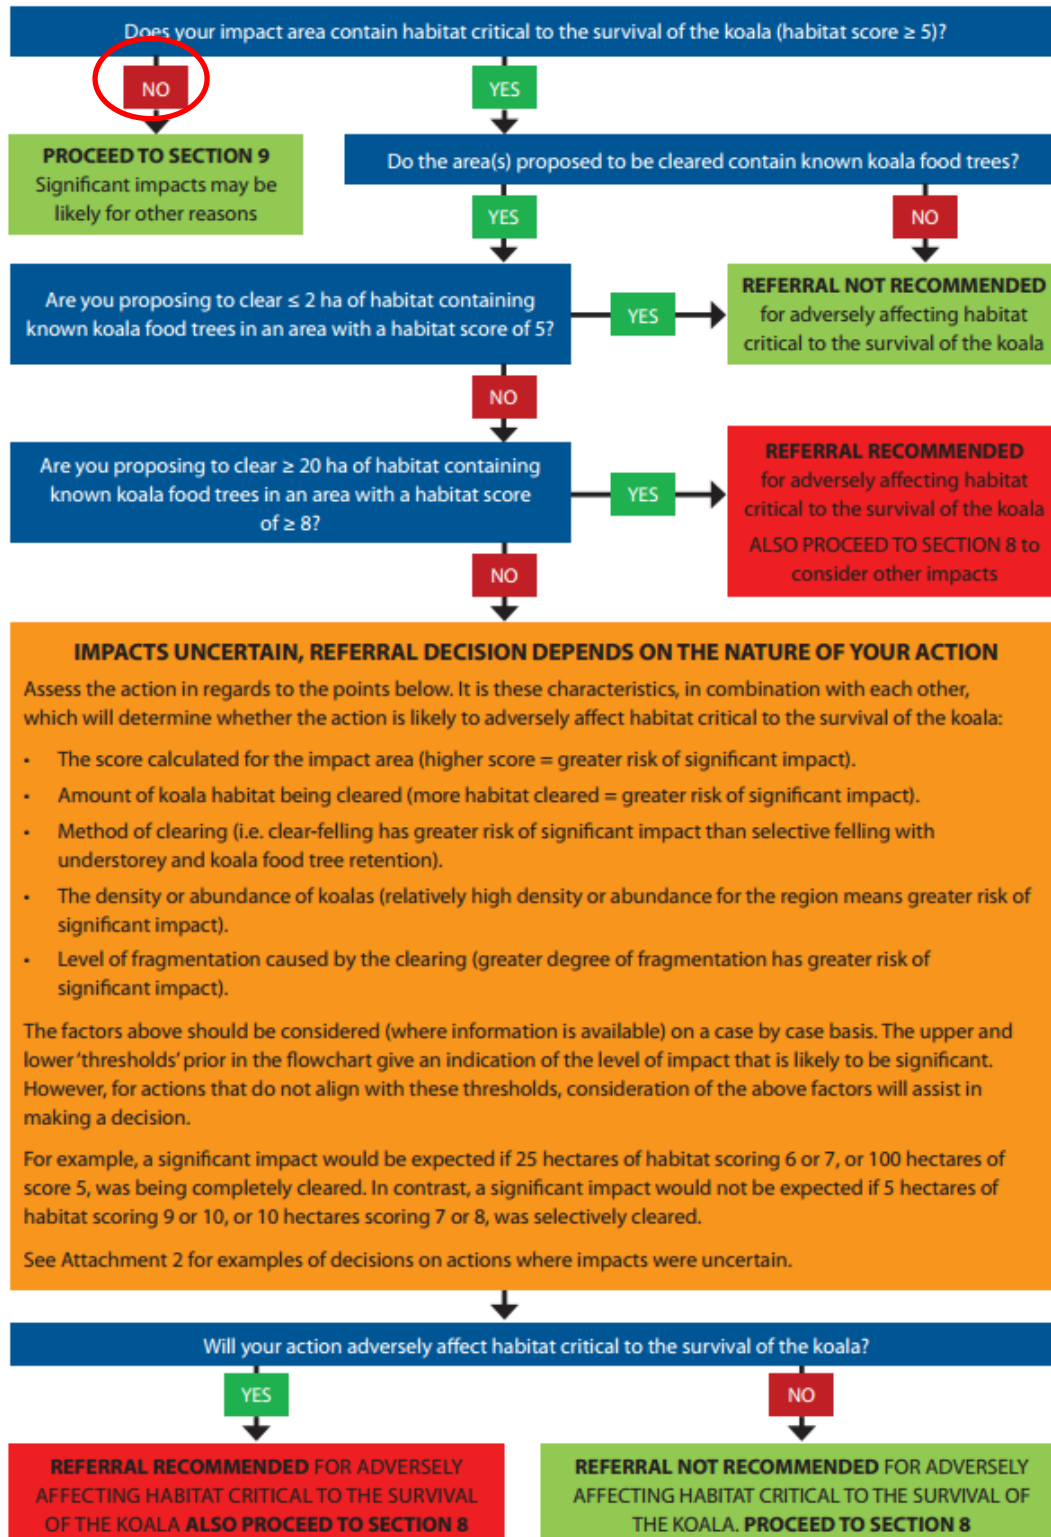 Does your impact area contain habitat critical to the survival of the koala (habitat score ≥ 5)?
NO
YES
PROCEED TO SECTION 9
Significant impacts may be
likely for other reasons
Do the area(s) proposed to be cleared contain known koala food trees?
YES
NO
Are you proposing to clear ≤ 2 ha of habitat containing
known koala food trees in an area with a habitat score of 5?
YES
REFERRAL NOT RECOMMENDED
for adversely affecting habitat
critical to the survival of the koala
NO
Are you proposing to clear ≥ 20 ha of habitat containing
known koala food trees in an area with a habitat score
of ≥ 8?
YES
REFERRAL RECOMMENDED
for adversely affecting habitat
critical to the survival of the koala
ALSO PROCEED TO SECTION 8 to
consider other impacts
NO
IMPACTS UNCERTAIN, REFERRAL DECISION DEPENDS ON THE NATURE OF YOUR ACTION
Assess the action in regards to the points below. It is these characteristics, in combination with each other,
which will determine whether the action is likely to adversely affect habitat critical to the survival of the koala:
• The score calculated for the impact area (higher score = greater risk of significant impact).
• Amount of koala habitat being cleared (more habitat cleared = greater risk of significant impact).
• Method of clearing (i.e. clear-felling has greater risk of significant impact than selective felling with
understorey and koala food tree retention).
• The density or abundance of koalas (relatively high density or abundance for the region means greater risk of
significant impact).
• Level of fragmentation caused by the clearing (greater degree of fragmentation has greater risk of
significant impact).
The factors above should be considered (where information is available) on a case by case basis. The upper and
lower 'thresholds' prior in the flowchart give an indication of the level of impact that is likely to be significant.
However, for actions that do not align with these thresholds, consideration of the above factors will assist in
making a decision.
For example, a significant impact would be expected if 25 hectares of habitat scoring 6 or 7, or 100 hectares of
score 5, was being completely cleared. In contrast, a significant impact would not be expected if 5 hectares of
habitat scoring 9 or 10, or 10 hectares scoring 7 or 8, was selectively cleared.
See Attachment 2 for examples of decisions on actions where impacts were uncertain.
Will your action adversely affect habitat critical to the survival of the koala?
YES
NO
REFERRAL RECOMMENDED FOR ADVERSELY
AFFECTING HABITAT CRITICAL TO THE SURVIVAL
OF THE KOALA ALSO PROCEED TO SECTION 8
REFERRAL NOT RECOMMENDED FOR ADVERSELY
AFFECTING HABITAT CRITICAL TO THE SURVIVAL OF
THE KOALA. PROCEED TO SECTION 8